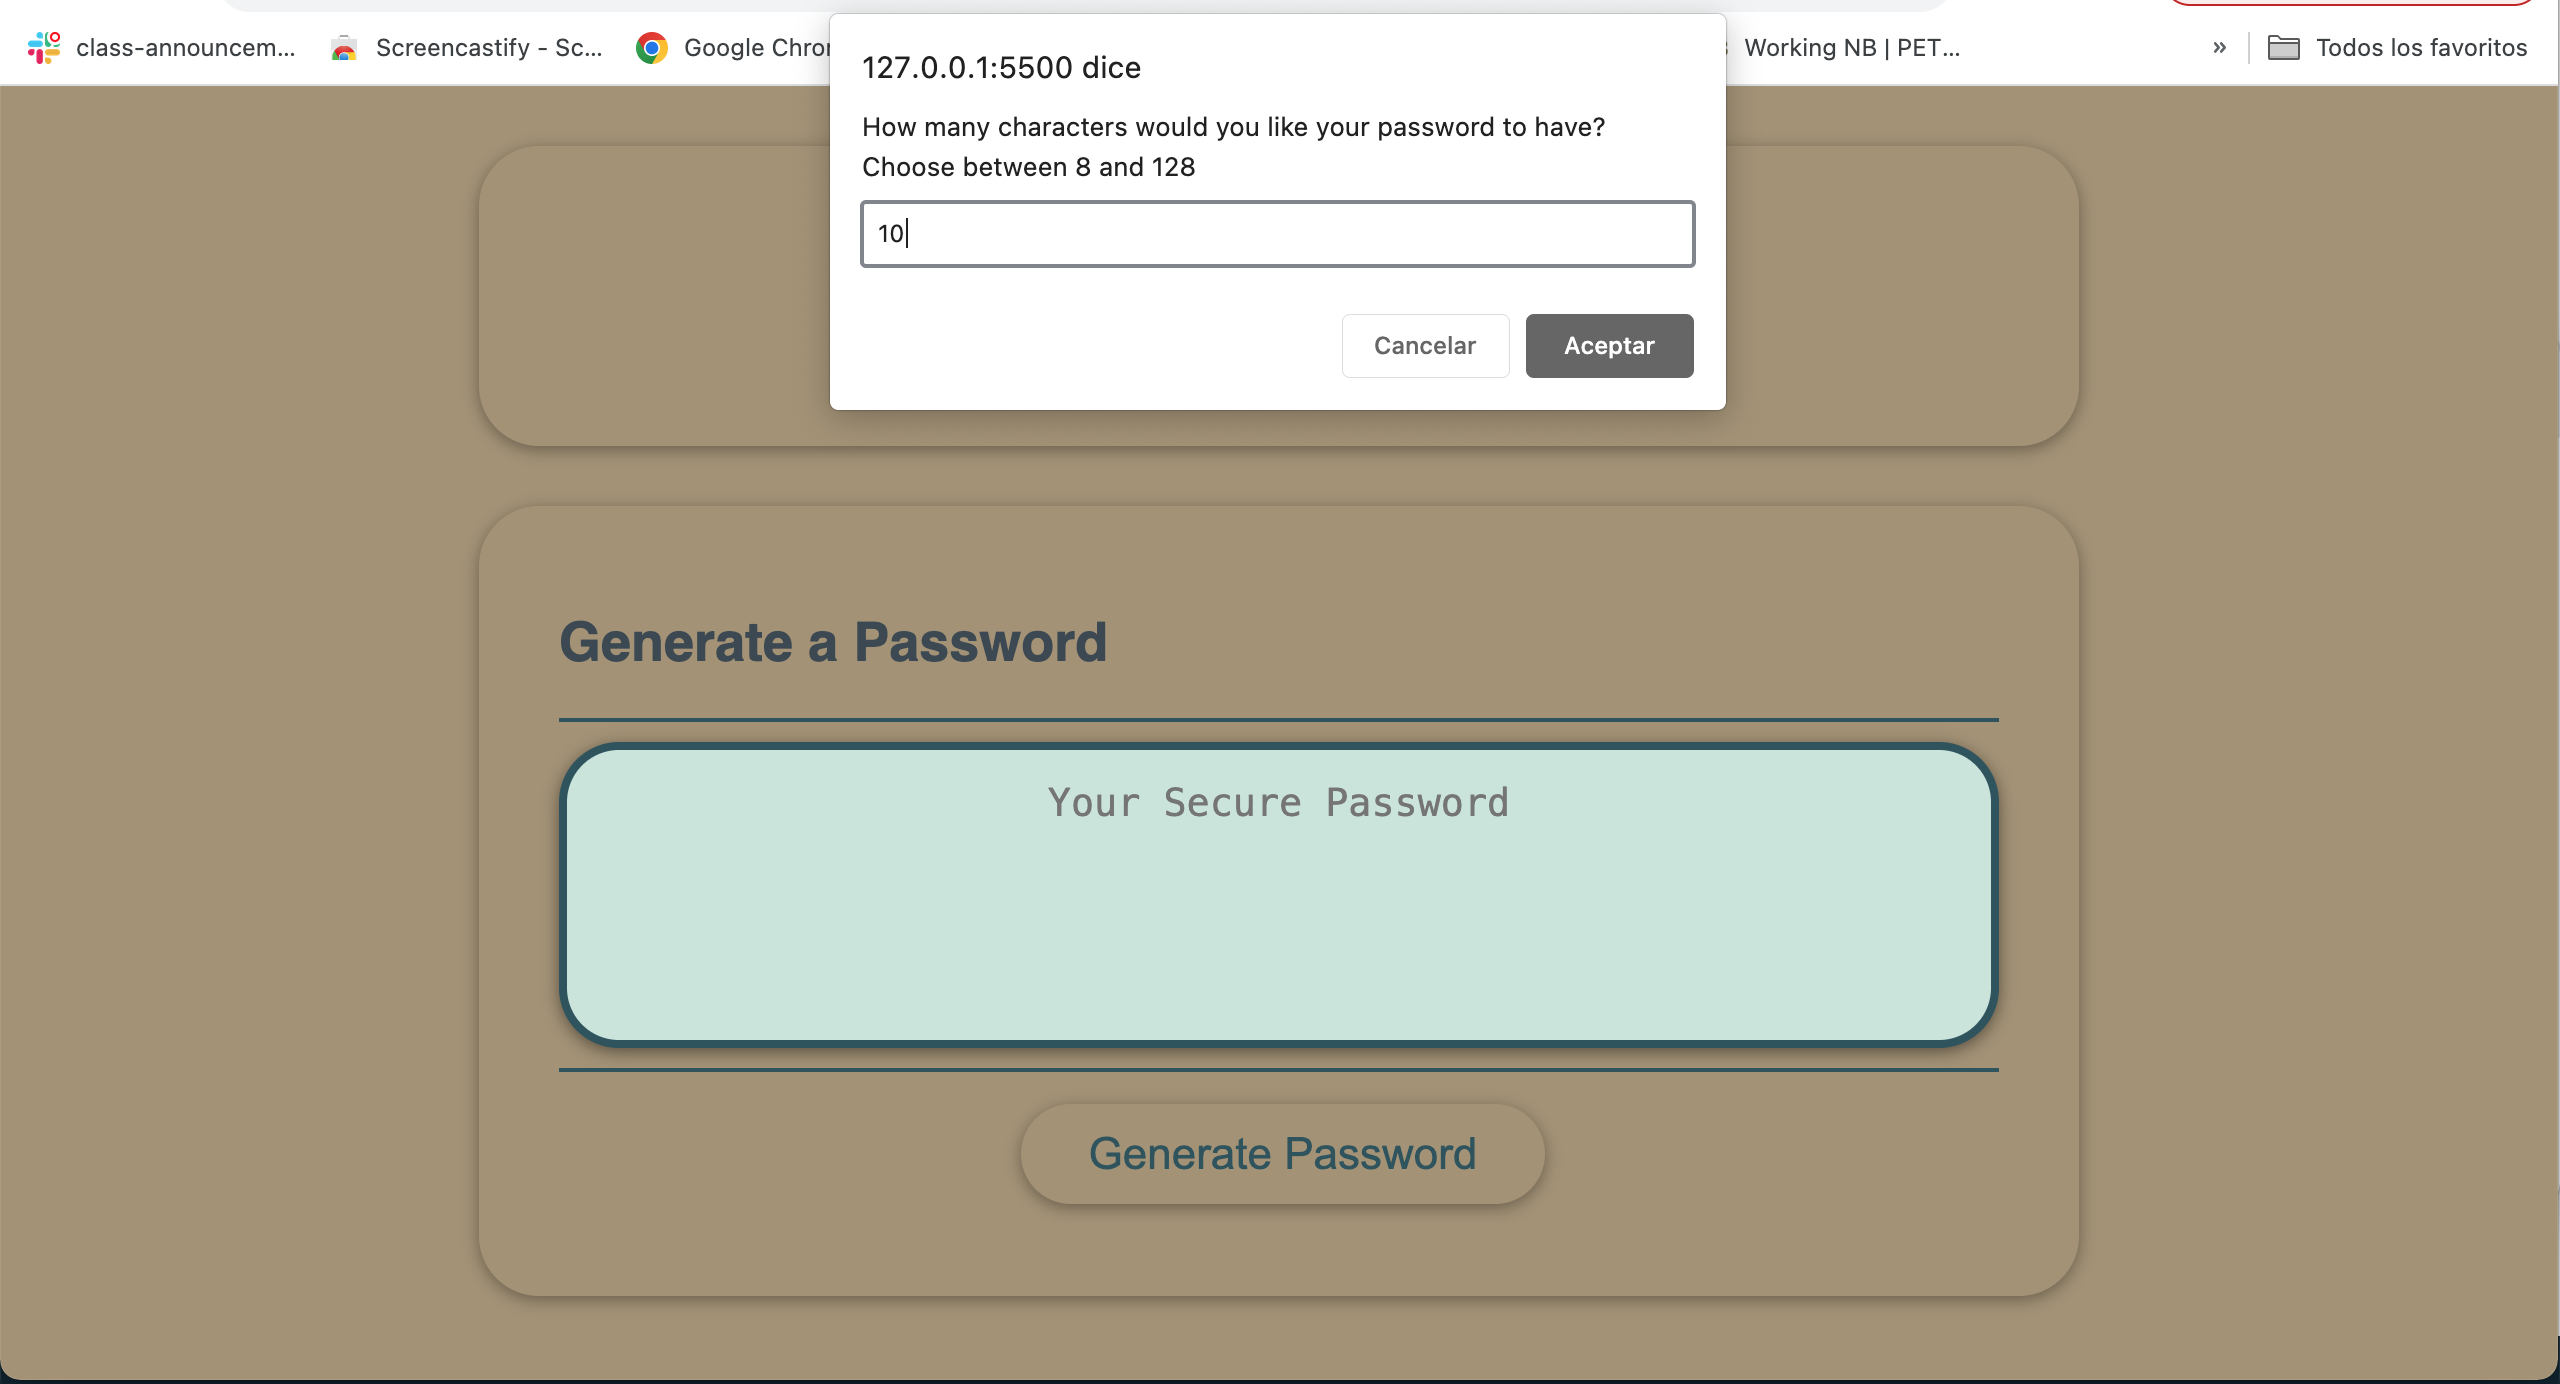 class-announcem...
Screencastify - Sc...
Google Chro
Working NB | PET...
»
Todos los favoritos
127.0.0.1:5500 dice
How many characters would you like your password to have?
Choose between 8 and 128
10
Cancelar
Aceptar
Generate a Password
Your Secure Password
Generate Password